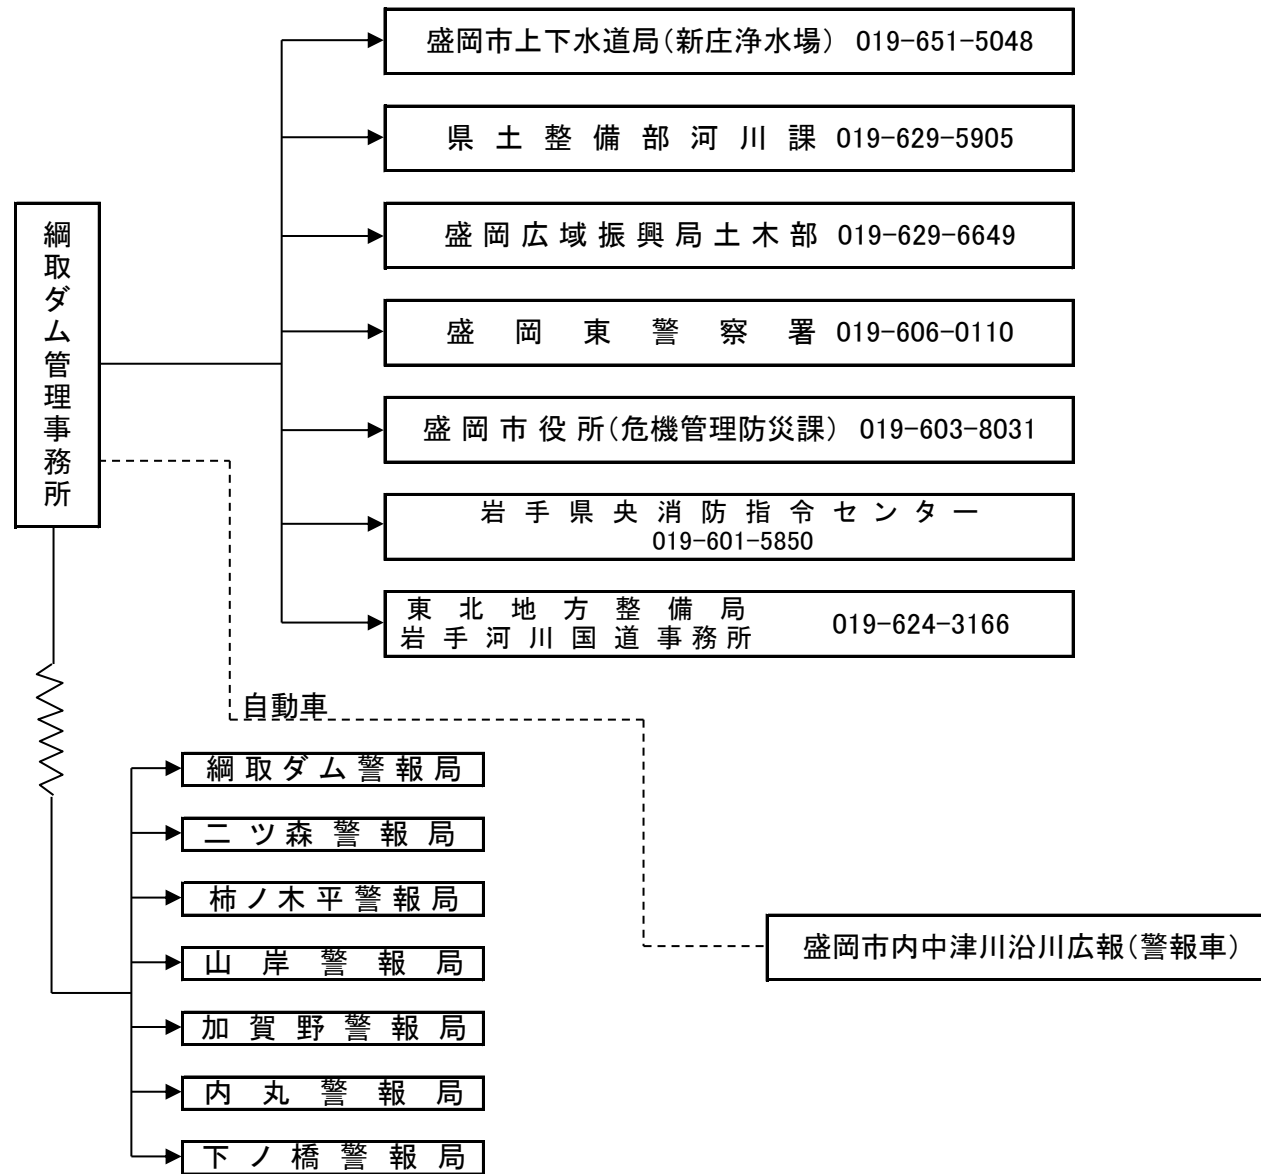 盛岡市上下水道局（新庄浄水場） 019-651-5048
県土整備部河川課 019-629-5905
盛岡広域振興局土木部 019-629-6649
盛岡東警察署 019-606-0110
盛岡市役所（危機管理防災課） 019-603-8031
岩手県央消防指令センター
019-601-5850
東北地方整備局
岩手河川国道事務所 019-624-3166
綱取ダム管理事務所
自動車
綱取ダム警報局
二ツ森警報局
柿ノ木平警報局
山岸警報局
加賀野警報局
内丸警報局
下ノ橋警報局
盛岡市内中津川沿川広報（警報車）